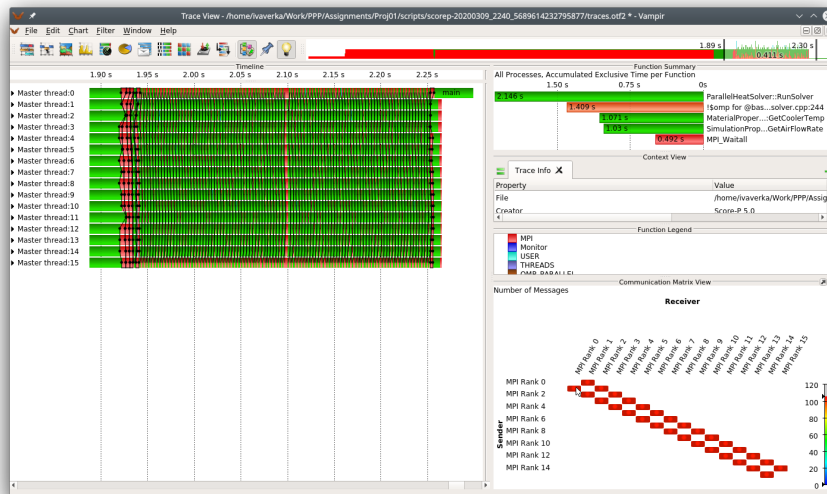 Trace View - /home/ivaverka/Work/PPP/Assignments/Proj01/scripts/scorep-20200309_2240_5689614232795877/traces.otf2 * - Vampir
File Edit Chart Filter Window Help
1.89 s 2.30 s
0.411 s
Timeline
1.90 s 1.95 s 2.00 s 2.05 s 2.10 s 2.15 s 2.20 s 2.25 s
Master thread:0 main
Master thread:1
Master thread:2
Master thread:3
Master thread:4
Master thread:5
Master thread:6
Master thread:7
Master thread:8
Master thread:9
Master thread:10
Master thread:11
Master thread:12
Master thread:13
Master thread:14
Master thread:15
Function Summary
All Processes, Accumulated Exclusive Time per Function
1.50 s 0.75 s 0s
2.146 s ParallelHeatSolver::RunSolver
1.409 s !$omp for @bas...solver.cpp:244
1.071 s MaterialProper...:GetCoolerTemp
1.03 s SimulationProp...GetAirFlowRate
0.492 s MPI_Waitall
Context View
Trace Info
Property Value
File /home/ivaverka/Work/PPP/Assig
Creator Score-P 5.0
Function Legend
MPI
Monitor
USER
THREADS
OMP_PARALLEL
Communication Matrix View
Number of Messages
Receiver
MPI Rank 0
MPI Rank 1
MPI Rank 2
MPI Rank 3
MPI Rank 4
MPI Rank 5
MPI Rank 6
MPI Rank 7
MPI Rank 8
MPI Rank 9
MPI Rank 10
MPI Rank 11
MPI Rank 12
MPI Rank 13
MPI Rank 14
MPI Rank 15
Sender
MPI Rank 0
MPI Rank 2
MPI Rank 4
MPI Rank 6
MPI Rank 8
MPI Rank 10
MPI Rank 12
MPI Rank 14
120
100
80
60
40
20
0